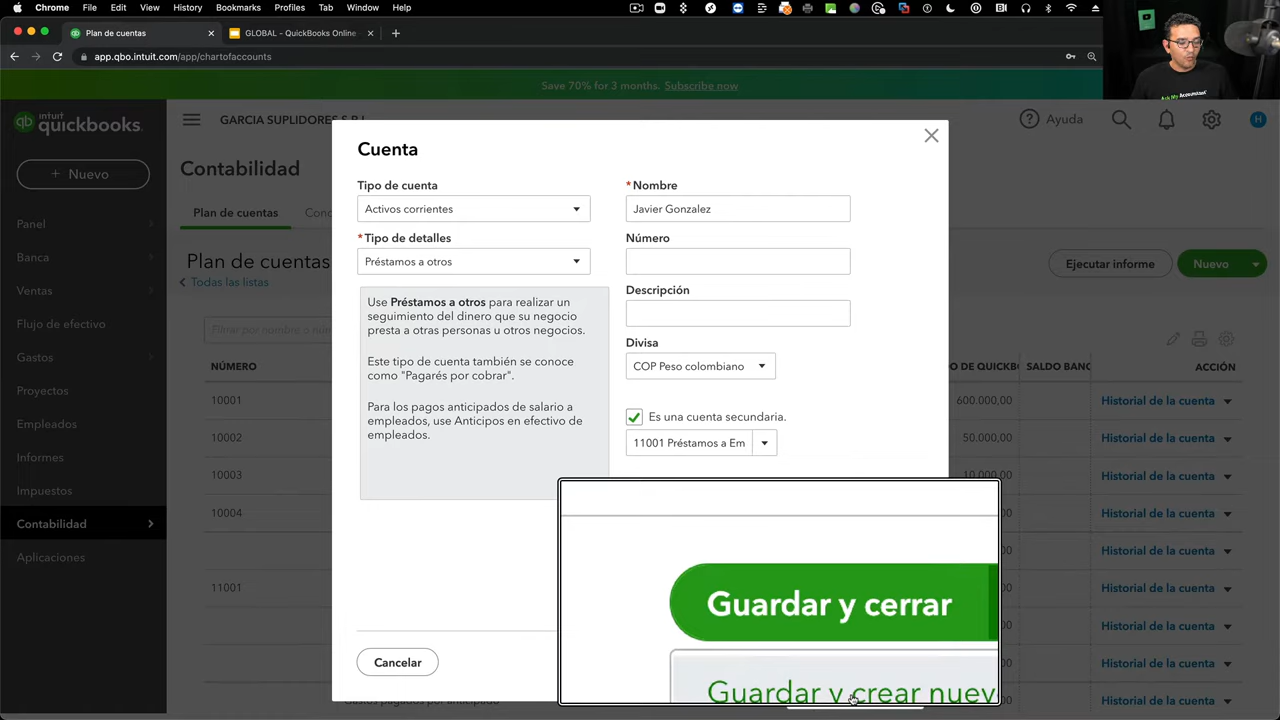 Chrome File Edit View History Bookmarks Profiles Tab Window Help
Plan de cuentas
GLOBAL - QuickBooks Online
app.qbo.intuit.com/app/chartofaccounts
Save 70% for 3 months. Subscribe now
intuit
quickbooks.
GARCIA SUPLIDORES S.R.L
Ayuda
H
Nuevo
Contabilidad
Plan de cuentas
Plan de cuentas
Todas las listas
Ejecutar informe
Nuevo
Panel
Banca
Ventas
Flujo de efectivo
Gastos
Proyectos
Empleados
Informes
Impuestos
Contabilidad
Aplicaciones
Cuenta
Tipo de cuenta
Activos corrientes
* Tipo de detalles
Préstamos a otros
Use Préstamos a otros para realizar un
seguimiento del dinero que su negocio
presta a otras personas u otros negocios.
Este tipo de cuenta también se conoce
como "Pagarés por cobrar".
Para los pagos anticipados de salario a
empleados, use Anticipos en efectivo de
empleados.
* Nombre
Javier Gonzalez
Número
Descripción
Divisa
COP Peso colombiano
Es una cuenta secundaria.
11001 Préstamos a Em
Cancelar
Guardar y cerrar
Guardar y crear nuev
NÚMERO
SALDO BANC
ACCIÓN
10001
600.000,00
Historial de la cuenta
10002
50.000,00
Historial de la cuenta
10003
10.000,00
Historial de la cuenta
10004
Historial de la cuenta
Historial de la cuenta
11001
Historial de la cuenta
Historial de la cuenta
Historial de la cuenta
Gastos pagados por anticipado
Historial de la cuenta